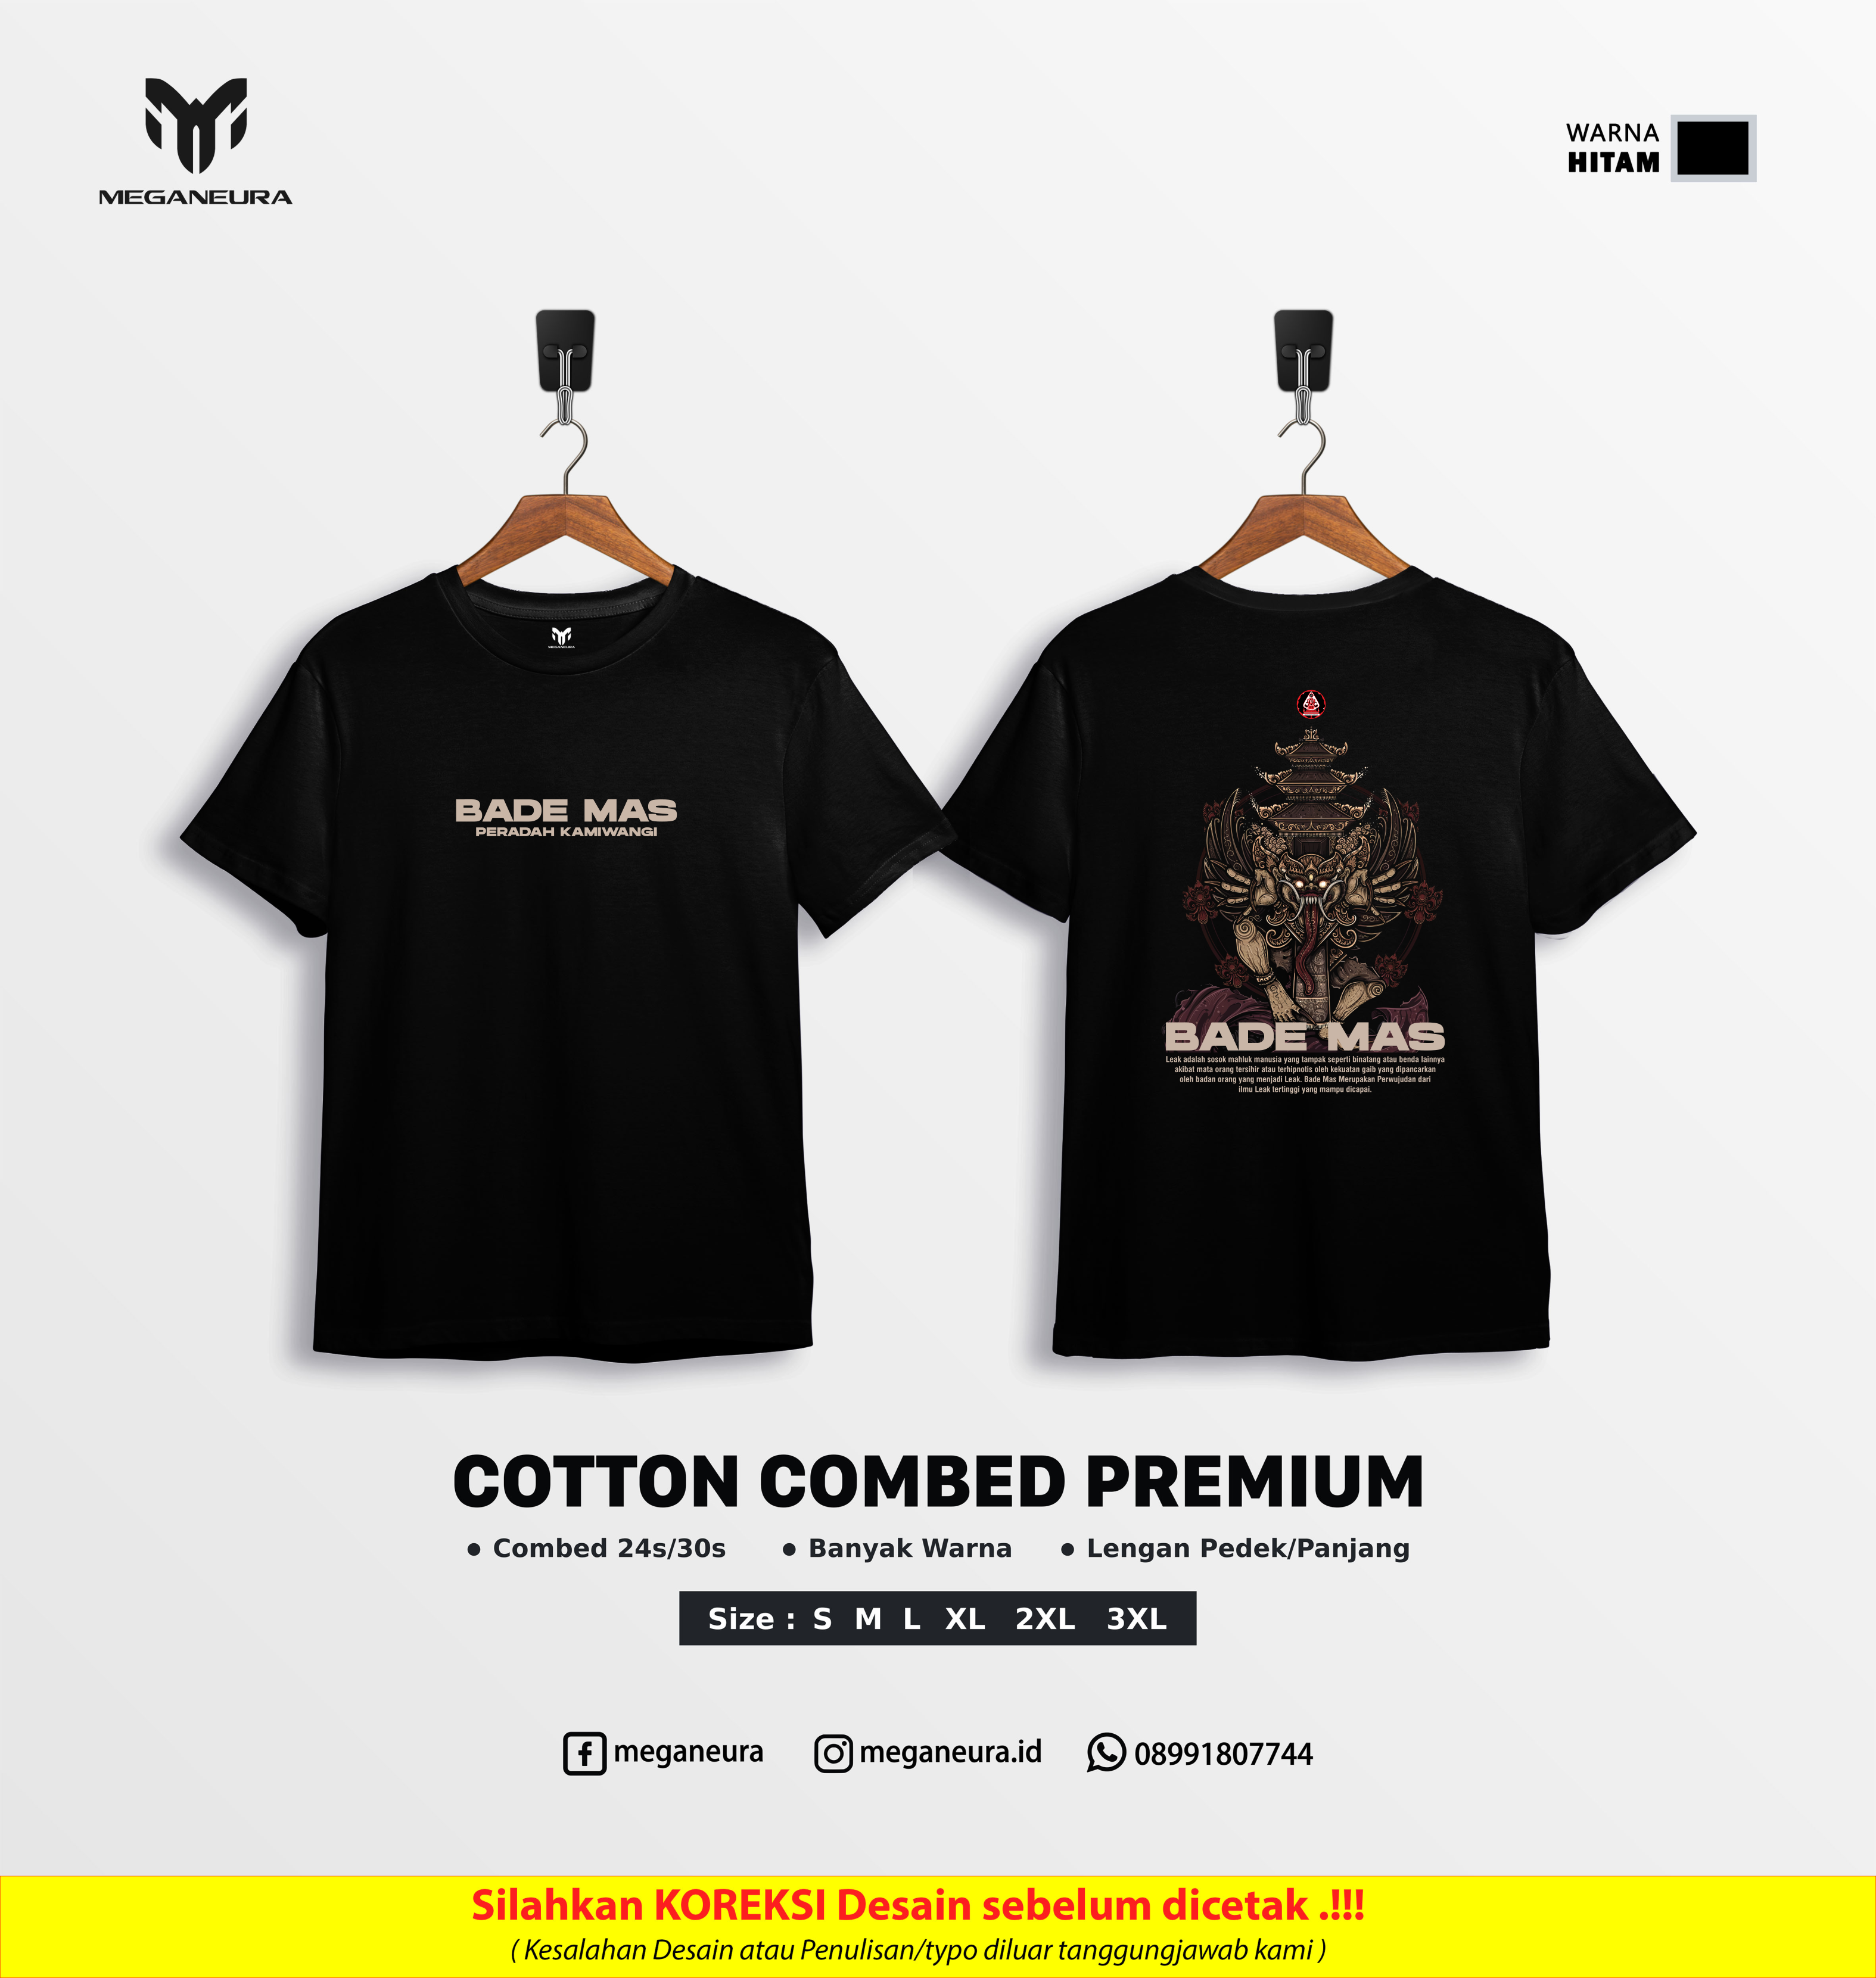 MEGANEURA
WARNA
HITAM
MEGANEURA
BADE MAS
PERADAH KAMIWANGI
BADE MAS
Leak adalah sosok mahluk manusia yang tampak seperti binatang atau benda lainnya
akibat mata orang tersihir atau terhipnotis oleh kekuatan gaib yang dipancarkan
oleh badan orang yang menjadi Leak. Bade Mas Merupakan Perwujudan dari
ilmu Leak tertinggi yang mampu dicapai.
COTTON COMBED PREMIUM
• Combed 24s/30s • Banyak Warna • Lengan Pedek/Panjang
Size : S M L XL 2XL 3XL
meganeura meganeura.id 08991807744
Silahkan KOREKSI Desain sebelum dicetak .!!!
( Kesalahan Desain atau Penulisan/typo diluar tanggungjawab kami )